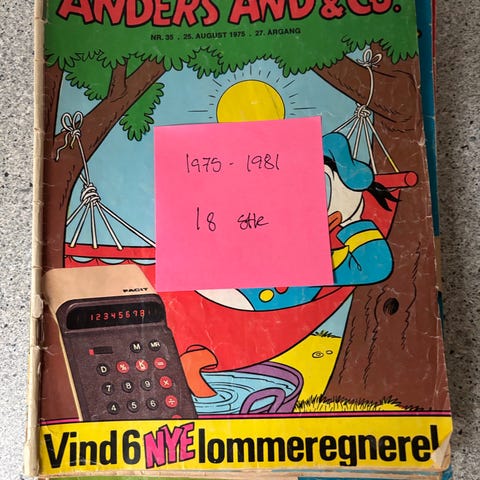 ANDERS AND & CO.
NR. 35 . 25. AUGUST 1975 . 27. ÅRGANG
1975 - 1981
18 stk
FACIT
12345678
M MR
D % √ =
7 8 9 ×
4 5 6 ÷
Vind 6 NYE lommeregnere!